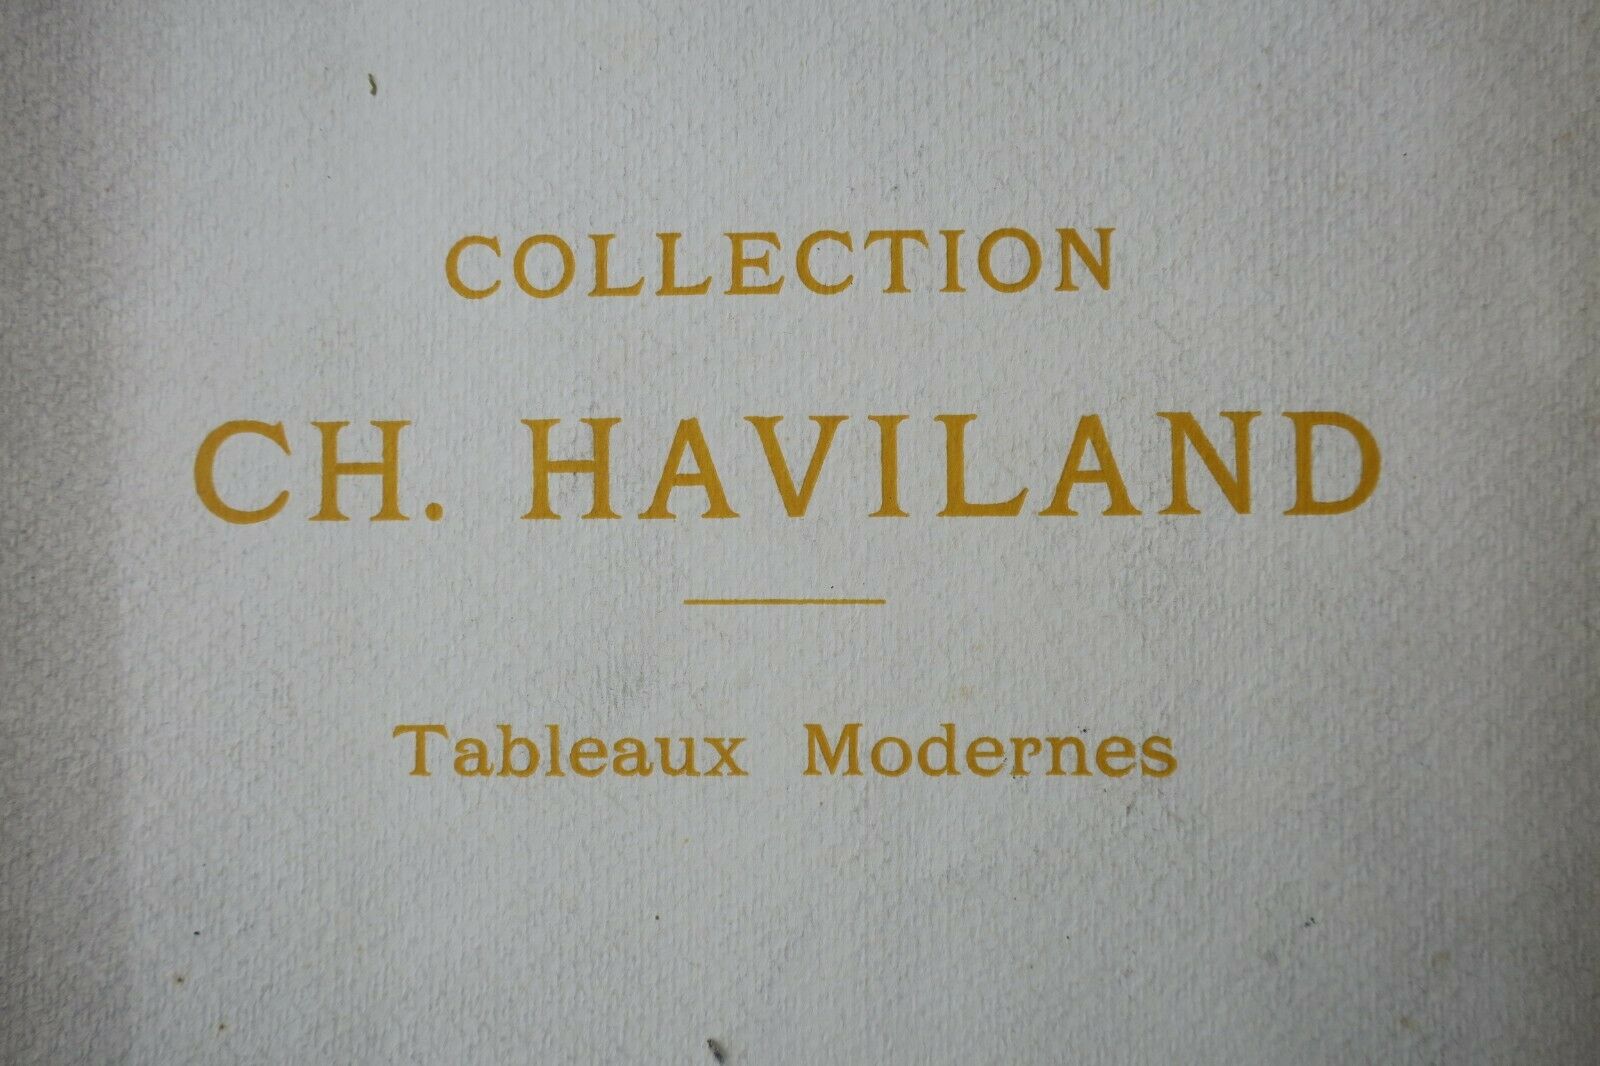 COLLECTION
CH. HAVILAND
Tableaux Modernes